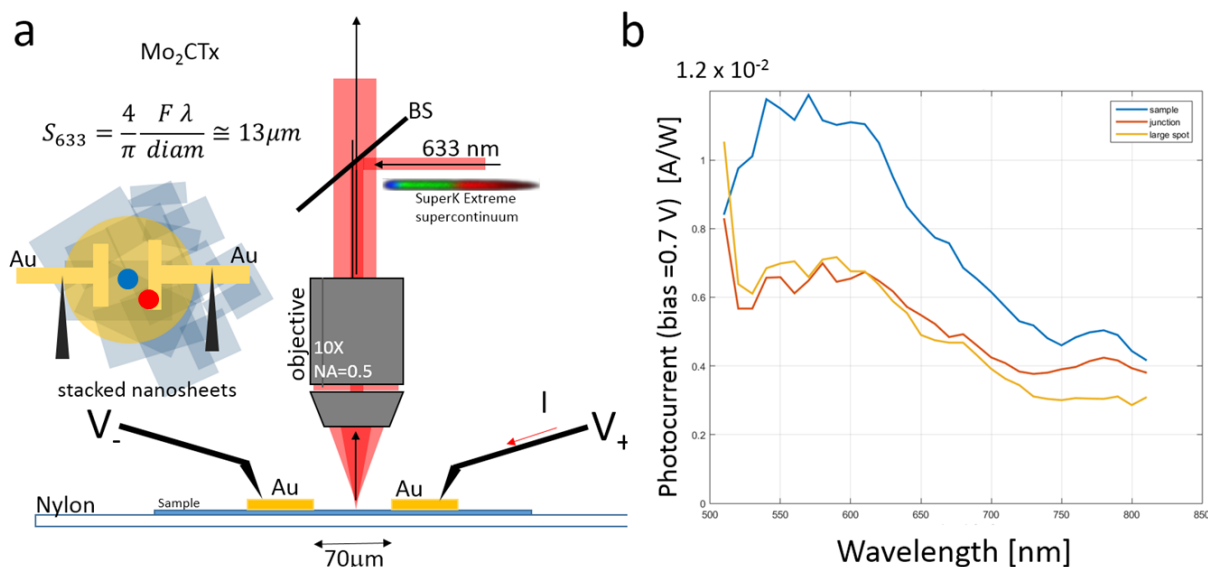 a
Mo₂CTx
S₆₃₃ = 4/π F λ/diam ≅ 13μm
BS
633 nm
SuperK Extreme
supercontinuum
Au
Au
stacked nanosheets
objective
10X
NA=0.5
V₋
I
V₊
Au
Au
Nylon
Sample
70μm
b
1.2 x 10⁻²
sample
junction
large spot
Photocurrent (bias =0.7 V) [A/W]
1
0.8
0.6
0.4
0.2
0
500
550
600
650
700
750
800
850
Wavelength [nm]